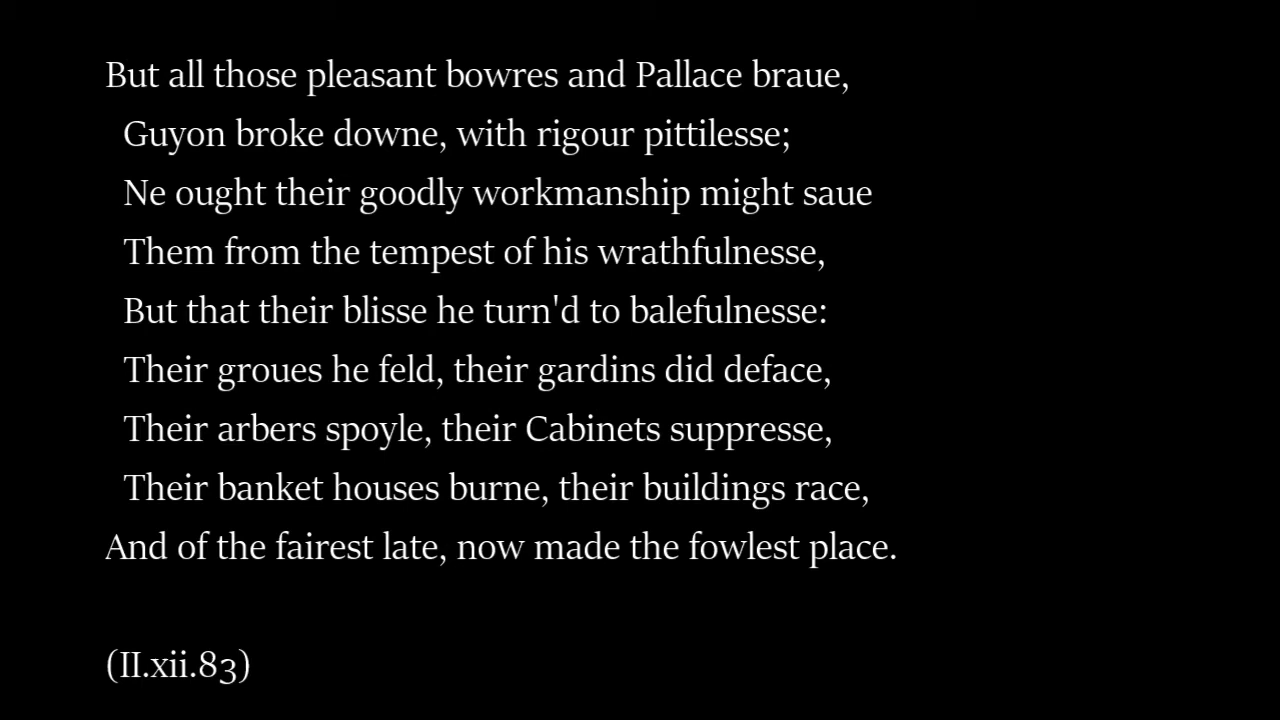 But all those pleasant bowres and Pallace braue,
Guyon broke downe, with rigour pittilesse;
Ne ought their goodly workmanship might saue
Them from the tempest of his wrathfulnesse,
But that their blisse he turn'd to balefulnesse:
Their groues he feld, their gardins did deface,
Their arbers spoyle, their Cabinets suppresse,
Their banket houses burne, their buildings race,
And of the fairest late, now made the fowlest place.
(II.xii.83)